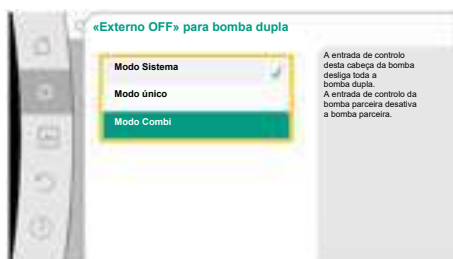 «Externo OFF» para bomba dupla
Modo Sistema
Modo único
Modo Combi
A entrada de controlo
desta cabeça da bomba
desliga toda a
bomba dupla.
A entrada de controlo da
bomba parceira desativa
a bomba parceira.